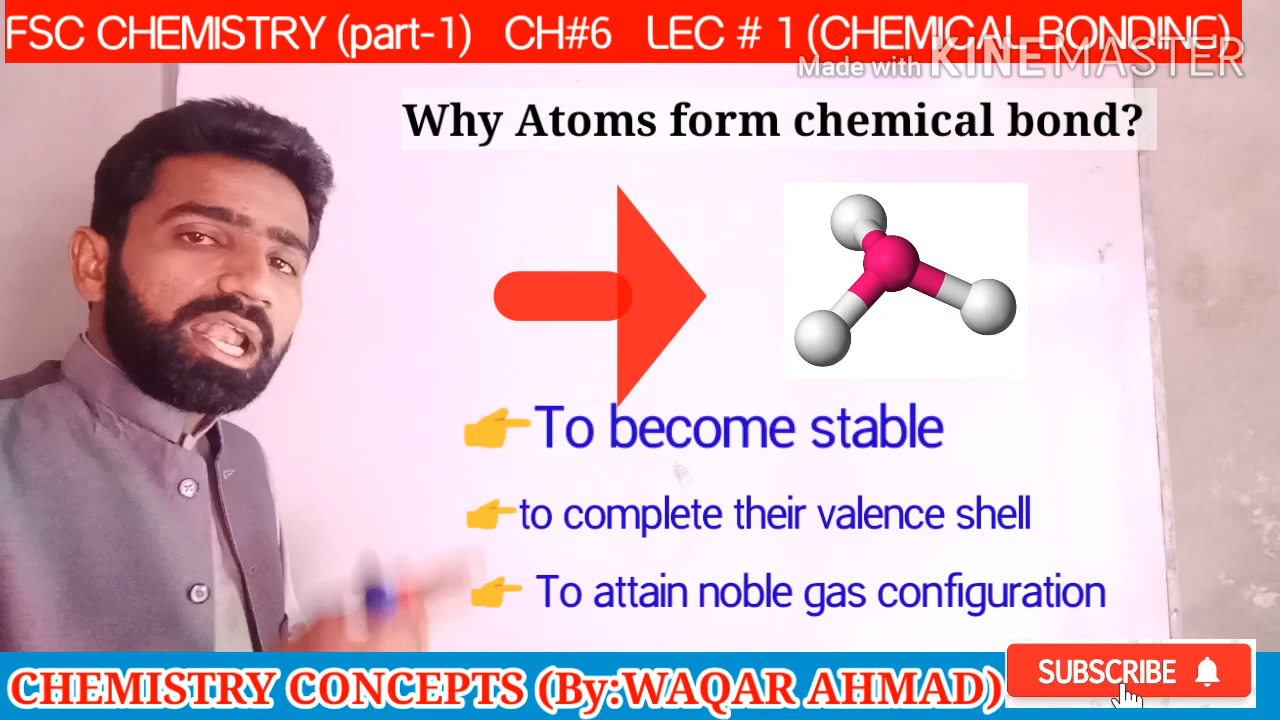 FSC CHEMISTRY (part-1) CH#6 LEC # 1 (CHEMICAL BONDING)
Made with KINEMASTER
Why Atoms form chemical bond?
To become stable
to complete their valence shell
To attain noble gas configuration
CHEMISTRY CONCEPTS (By:WAQAR AHMAD)
SUBSCRIBE